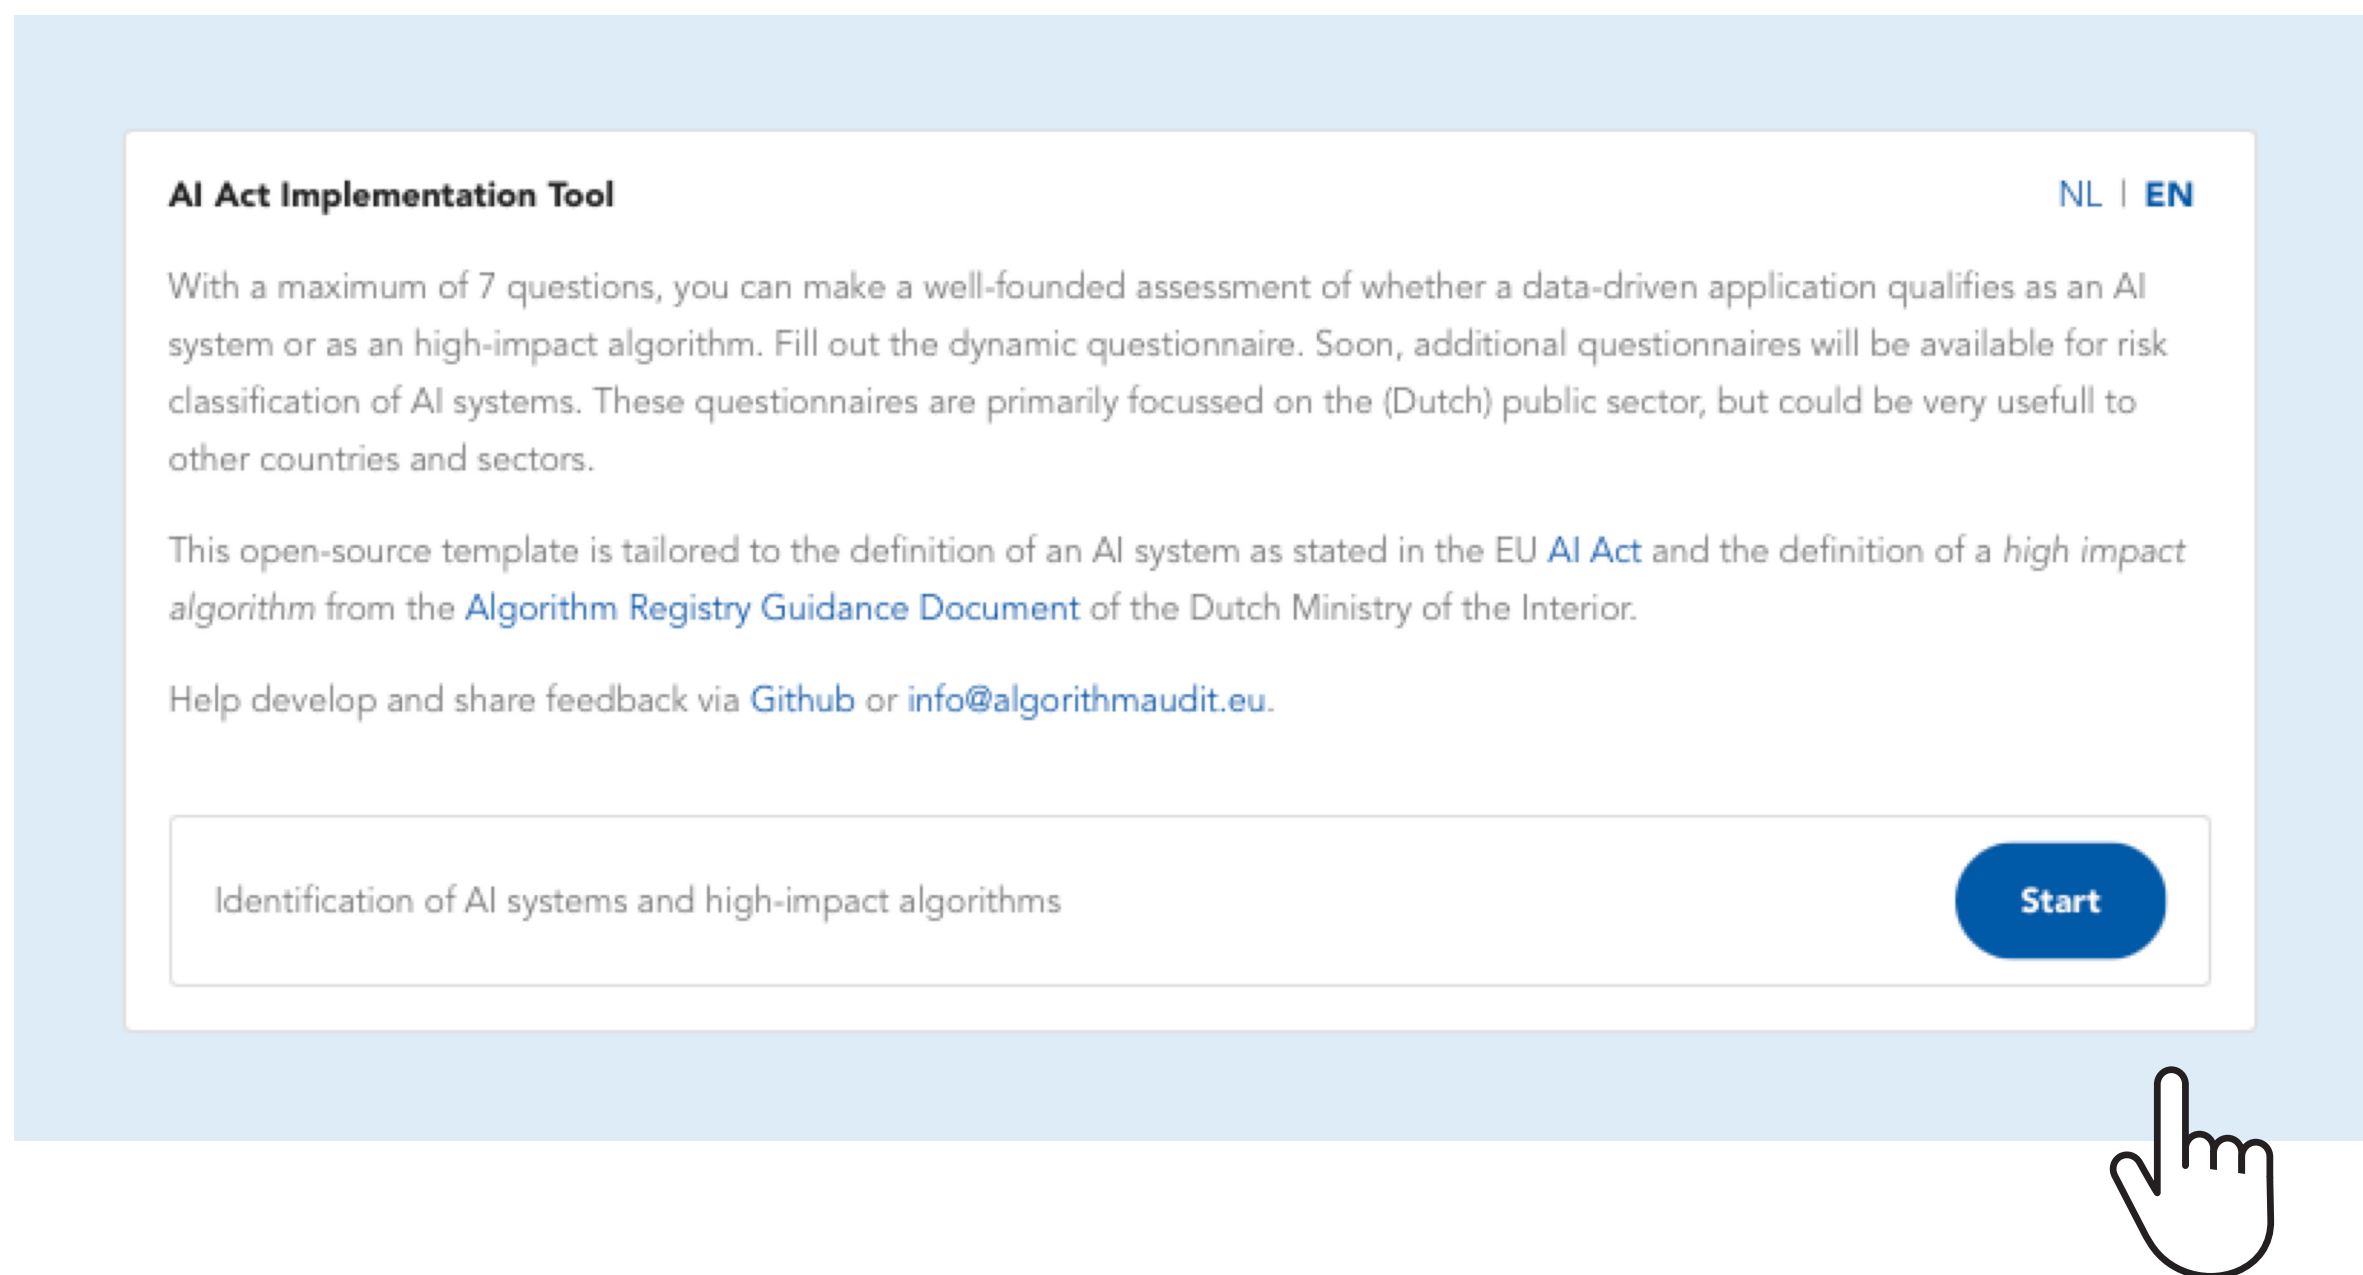 AI Act Implementation Tool
NL | EN
With a maximum of 7 questions, you can make a well-founded assessment of whether a data-driven application qualifies as an AI
system or as an high-impact algorithm. Fill out the dynamic questionnaire. Soon, additional questionnaires will be available for risk
classification of AI systems. These questionnaires are primarily focussed on the (Dutch) public sector, but could be very usefull to
other countries and sectors.
This open-source template is tailored to the definition of an AI system as stated in the EU AI Act and the definition of a high impact
algorithm from the Algorithm Registry Guidance Document of the Dutch Ministry of the Interior.
Help develop and share feedback via Github or info@algorithmaudit.eu.
Identification of AI systems and high-impact algorithms
Start